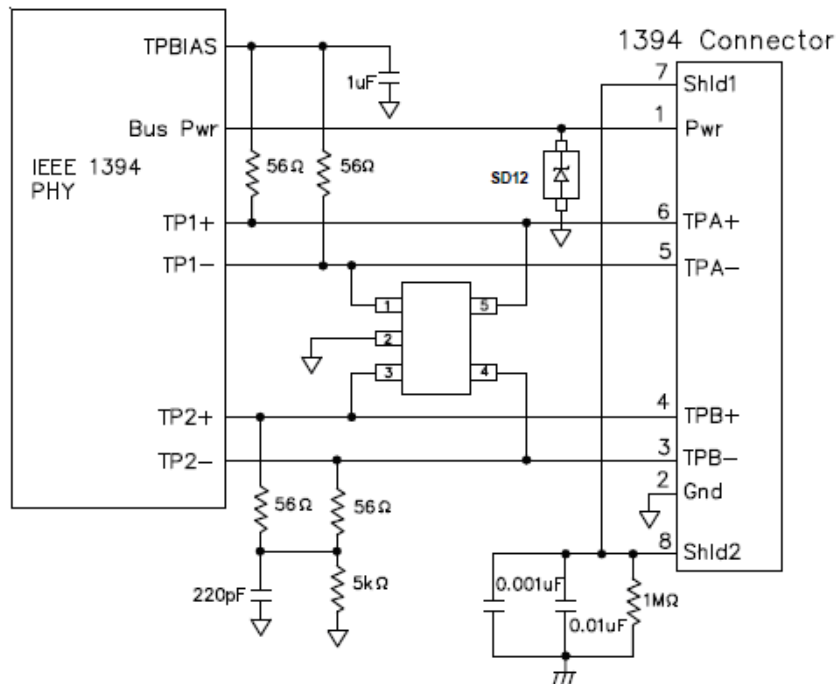 1394 Connector
TPBIAS
1uF
7
Shld1
Bus Pwr
1
Pwr
IEEE 1394
PHY
56Ω
56Ω
SD12
TP1+
6
TPA+
TP1-
5
TPA-
1
5
2
3
4
TP2+
4
TPB+
TP2-
3
TPB-
2
Gnd
56Ω
56Ω
8
Shld2
220pF
5kΩ
0.001uF
0.01uF
1MΩ